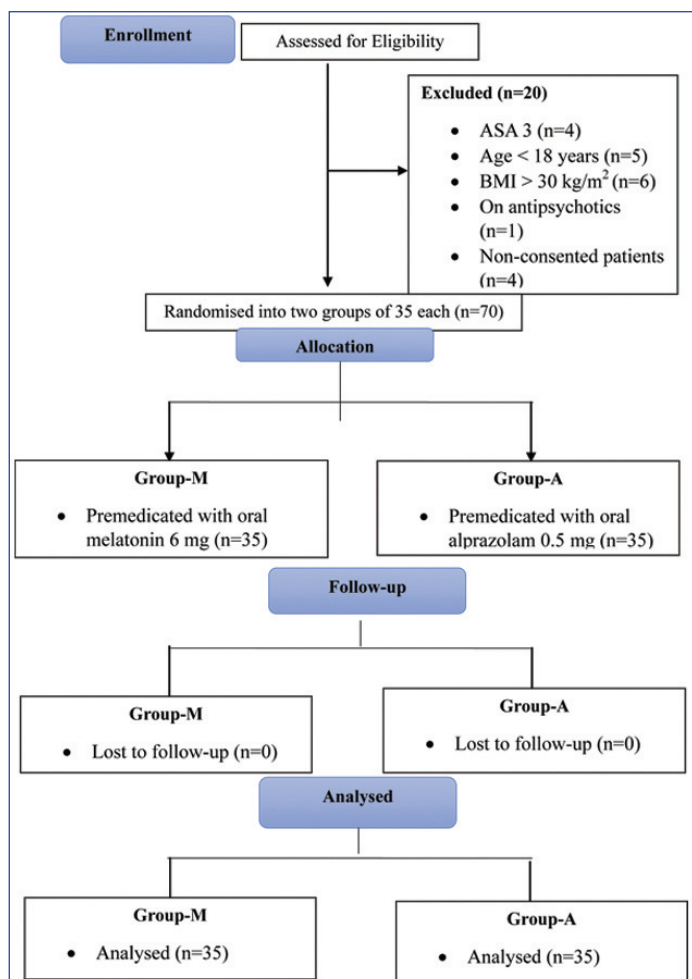 Enrollment
Assessed for Eligibility
Excluded (n=20)
• ASA 3 (n=4)
• Age < 18 years (n=5)
• BMI > 30 kg/m² (n=6)
• On antipsychotics
(n=1)
• Non-consented patients
(n=4)
Randomised into two groups of 35 each (n=70)
Allocation
Group-M
• Premedicated with oral
melatonin 6 mg (n=35)
Group-A
• Premedicated with oral
alprazolam 0.5 mg (n=35)
Follow-up
Group-M
• Lost to follow-up (n=0)
Group-A
• Lost to follow-up (n=0)
Analysed
Group-M
• Analysed (n=35)
Group-A
• Analysed (n=35)